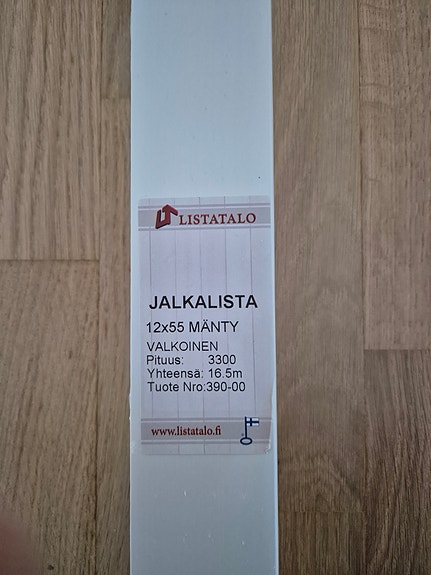 LISTATALO
JALKALISTA
12x55 MÄNTY
VALKOINEN
Pituus: 3300
Yhteensä: 16.5m
Tuote Nro:390-00
www.listatalo.fi